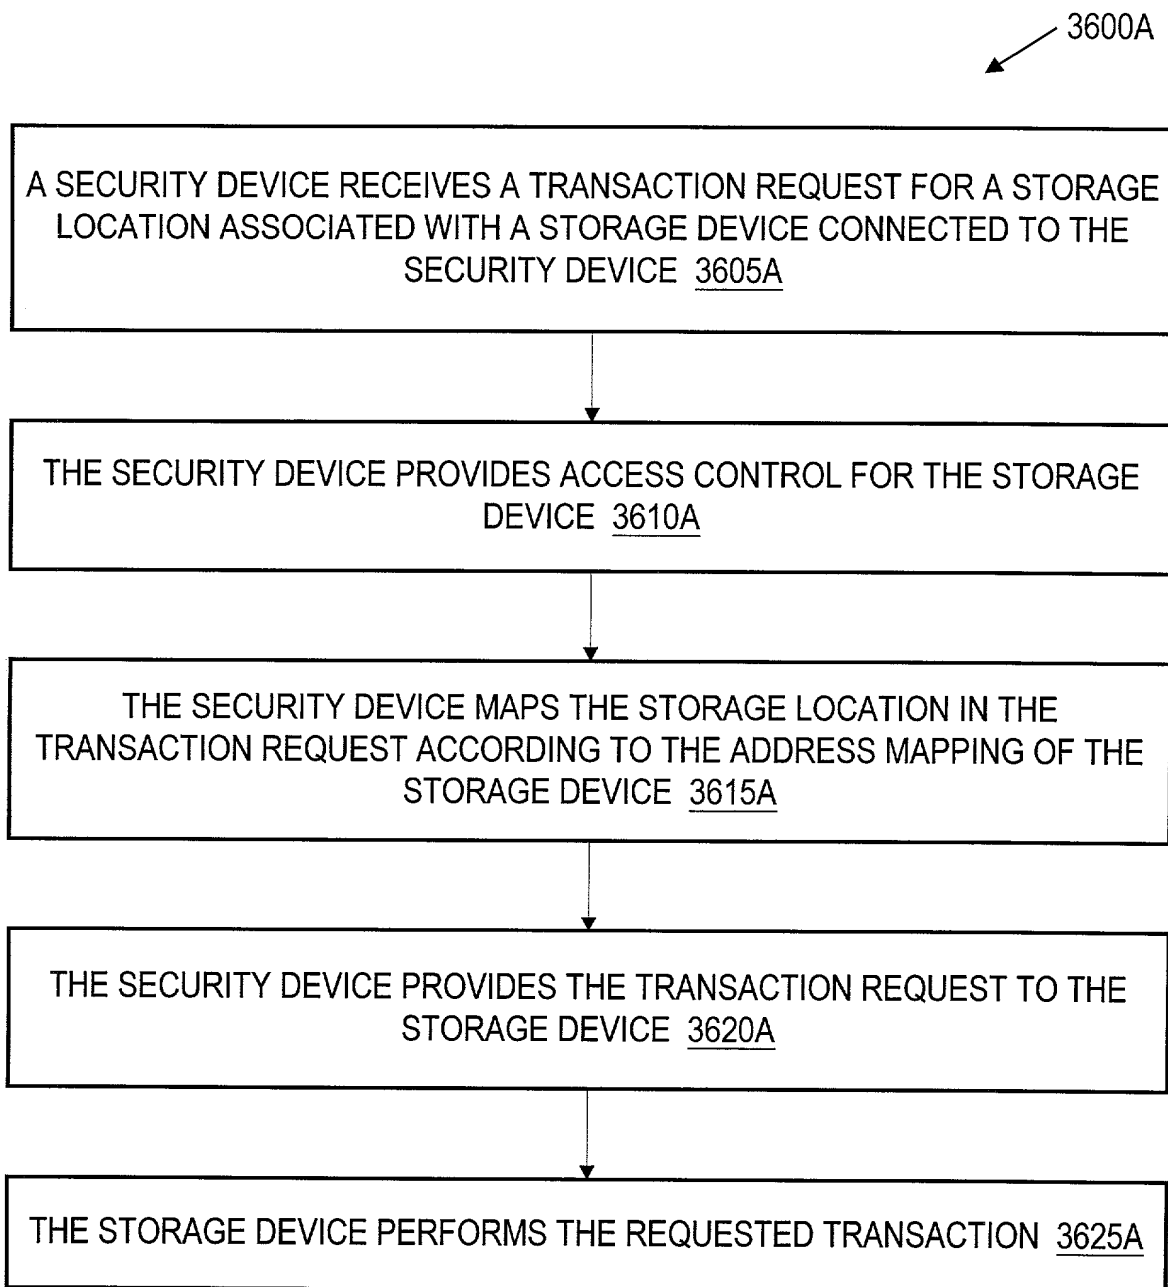 3600A
A SECURITY DEVICE RECEIVES A TRANSACTION REQUEST FOR A STORAGE
LOCATION ASSOCIATED WITH A STORAGE DEVICE CONNECTED TO THE
SECURITY DEVICE 3605A
THE SECURITY DEVICE PROVIDES ACCESS CONTROL FOR THE STORAGE
DEVICE 3610A
THE SECURITY DEVICE MAPS THE STORAGE LOCATION IN THE
TRANSACTION REQUEST ACCORDING TO THE ADDRESS MAPPING OF THE
STORAGE DEVICE 3615A
THE SECURITY DEVICE PROVIDES THE TRANSACTION REQUEST TO THE
STORAGE DEVICE 3620A
THE STORAGE DEVICE PERFORMS THE REQUESTED TRANSACTION 3625A